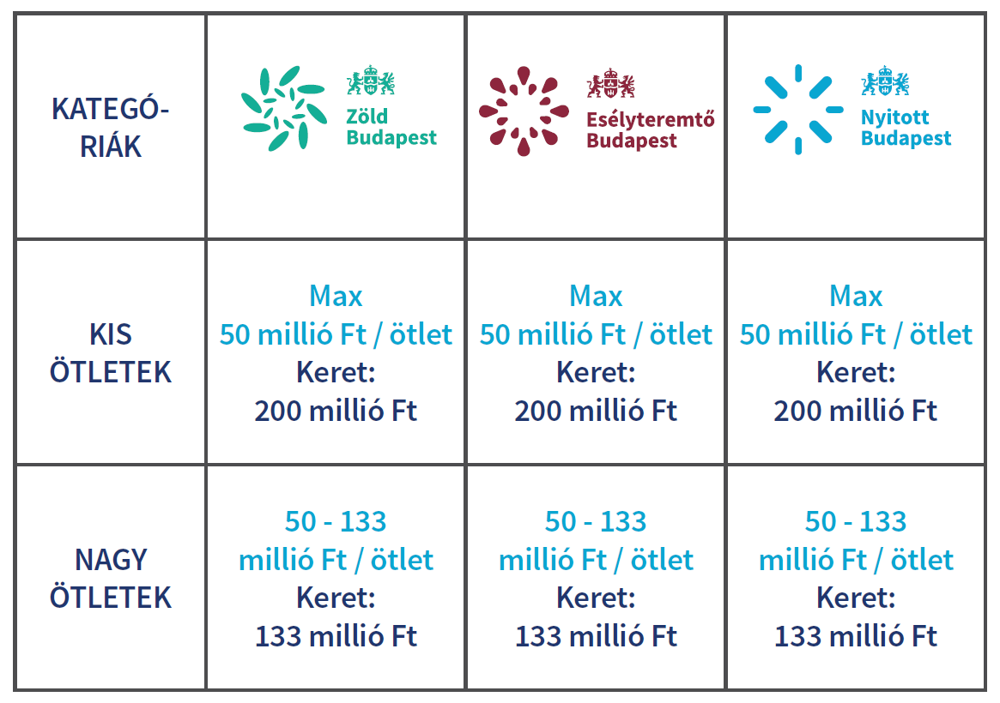 KATEGÓ-
RIÁK
Zöld
Budapest
Esélyteremtő
Budapest
Nyitott
Budapest
KIS
ÖTLETEK
Max
50 millió Ft / ötlet
Keret:
200 millió Ft
Max
50 millió Ft / ötlet
Keret:
200 millió Ft
Max
50 millió Ft / ötlet
Keret:
200 millió Ft
NAGY
ÖTLETEK
50 - 133
millió Ft / ötlet
Keret:
133 millió Ft
50 - 133
millió Ft / ötlet
Keret:
133 millió Ft
50 - 133
millió Ft / ötlet
Keret:
133 millió Ft